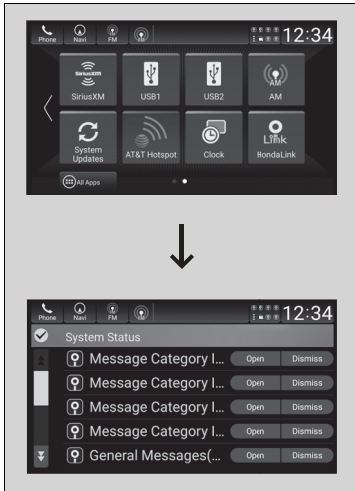 Phone Navi FM AM 12:34
SiriusXM USB1 USB2 AM
System
Updates AT&T Hotspot Clock HondaLink
All Apps
Phone Navi FM AM 12:34
System Status
Message Category I... Open Dismiss
Message Category I... Open Dismiss
Message Category I... Open Dismiss
Message Category I... Open Dismiss
General Messages(... Open Dismiss